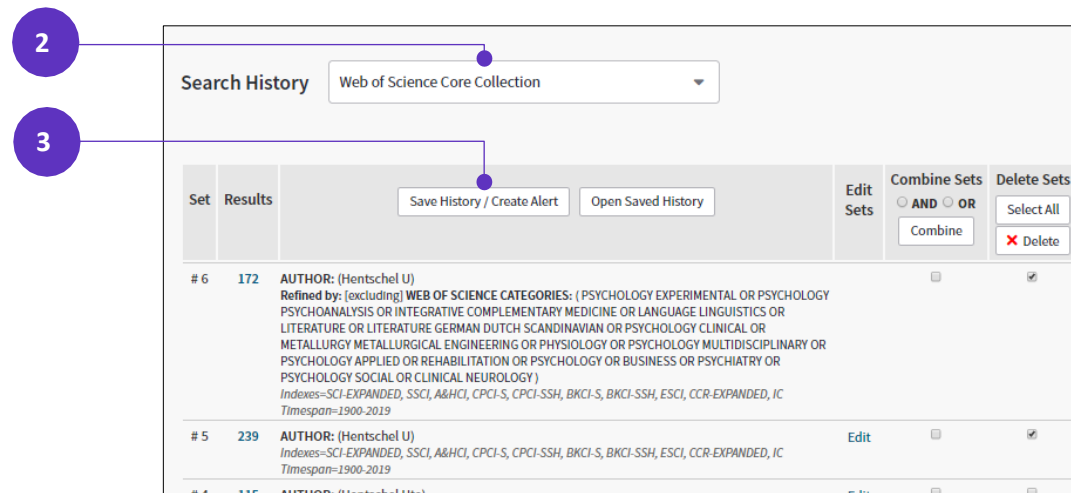 2
Search History Web of Science Core Collection
3
Set Results Save History / Create Alert Open Saved History Edit Sets Combine Sets Delete Sets
AND OR Select All
Combine Delete
# 6 172 AUTHOR: (Hentschel U)
Refined by: [excluding] WEB OF SCIENCE CATEGORIES: ( PSYCHOLOGY EXPERIMENTAL OR PSYCHOLOGY
PSYCHOANALYSIS OR INTEGRATIVE COMPLEMENTARY MEDICINE OR LANGUAGE LINGUISTICS OR
LITERATURE OR LITERATURE GERMAN DUTCH SCANDINAVIAN OR PSYCHOLOGY CLINICAL OR
METALLURGY METALLURGICAL ENGINEERING OR PHYSIOLOGY OR PSYCHOLOGY MULTIDISCIPLINARY OR
PSYCHOLOGY APPLIED OR REHABILITATION OR PSYCHOLOGY OR BUSINESS OR PSYCHIATRY OR
PSYCHOLOGY SOCIAL OR CLINICAL NEUROLOGY )
Indexes=SCI-EXPANDED, SSCI, A&HCI, CPCI-S, CPCI-SSH, BKCI-S, BKCI-SSH, ESCI, CCR-EXPANDED, IC
Timespan=1900-2019
# 5 239 AUTHOR: (Hentschel U) Edit
Indexes=SCI-EXPANDED, SSCI, A&HCI, CPCI-S, CPCI-SSH, BKCI-S, BKCI-SSH, ESCI, CCR-EXPANDED, IC
Timespan=1900-2019
# 4 115 AUTHOR: (Hentschel Ute) Edit